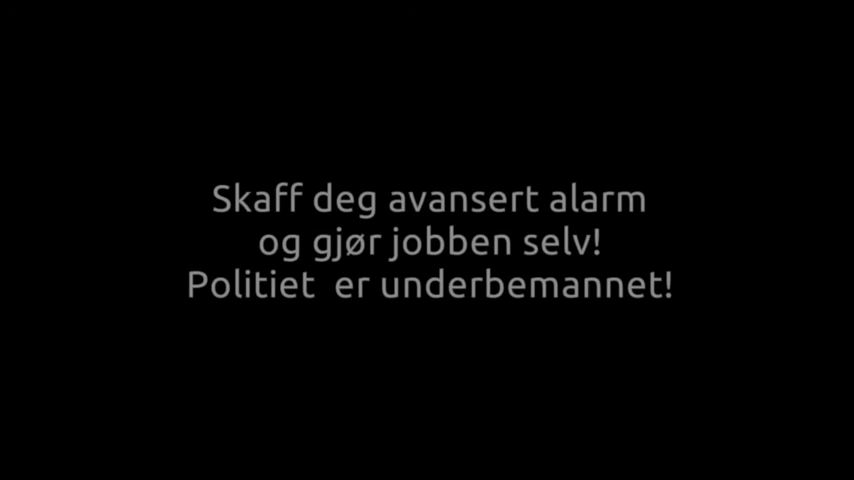 Skaff deg avansert alarm
og gjør jobben selv!
Politiet  er underbemannet!